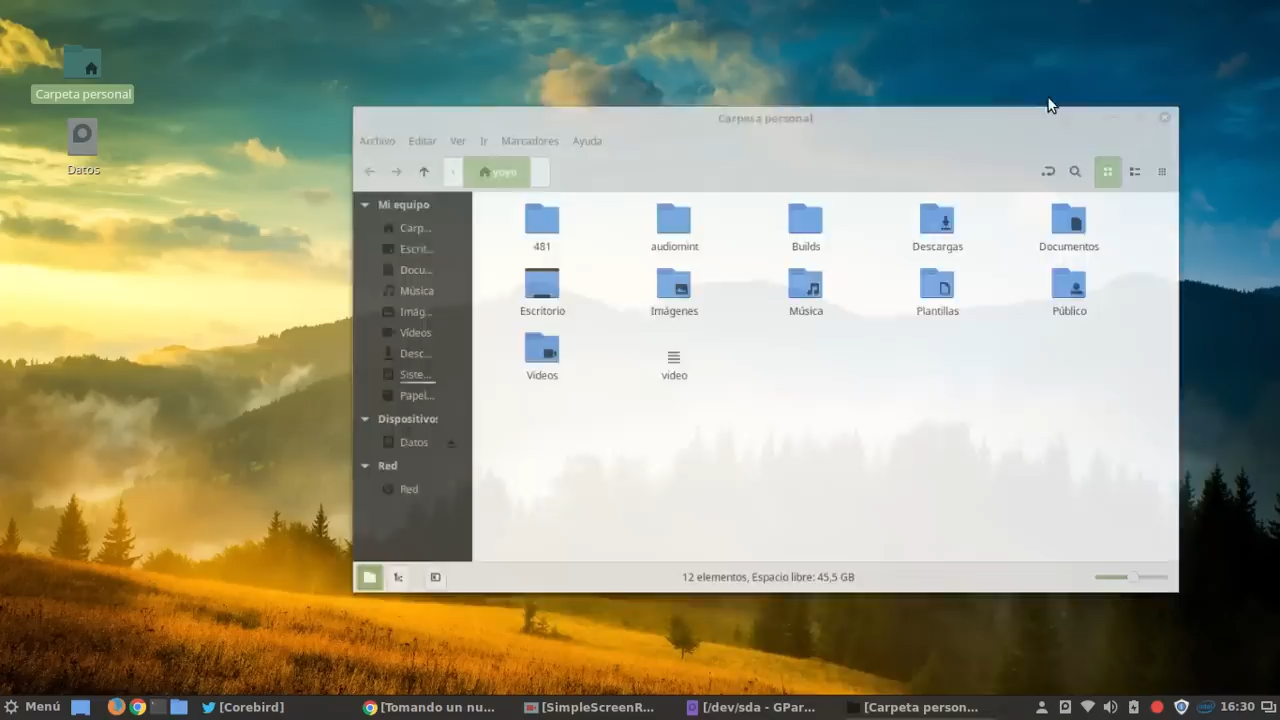 Carpeta personal
Datos
Carpesa personal
Archivo Editar Ver Ir Marcadores Ayuda
yoyo
Mi equipo
Carp...
Escrit...
Docu...
Música
Imág...
Vídeos
Desc...
Siste...
Papel...
Dispositivo:
Datos
Red
Red
481 audiomint Builds Descargas Documentos
Escritorio Imágenes Música Plantillas Público
Vídeos video
12 elementos, Espacio libre: 45,5 GB
Menú [Corebird] [Tomando un nu... [SimpleScreenR... [/dev/sda - GPar... [Carpeta person... 16:30